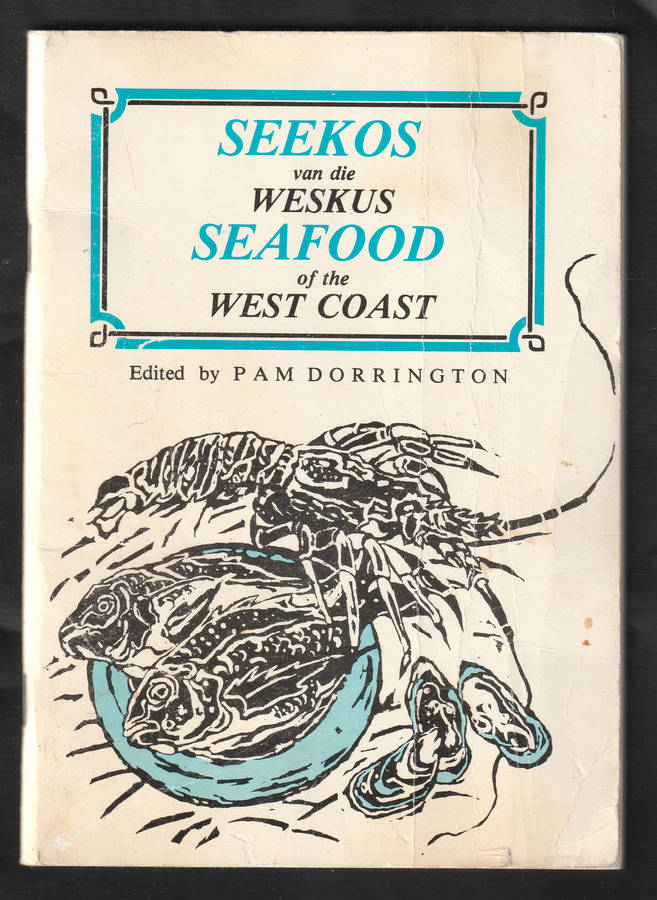 SEEKOS
van die
WESKUS
SEAFOOD
of the
WEST COAST
Edited by PAM DORRINGTON